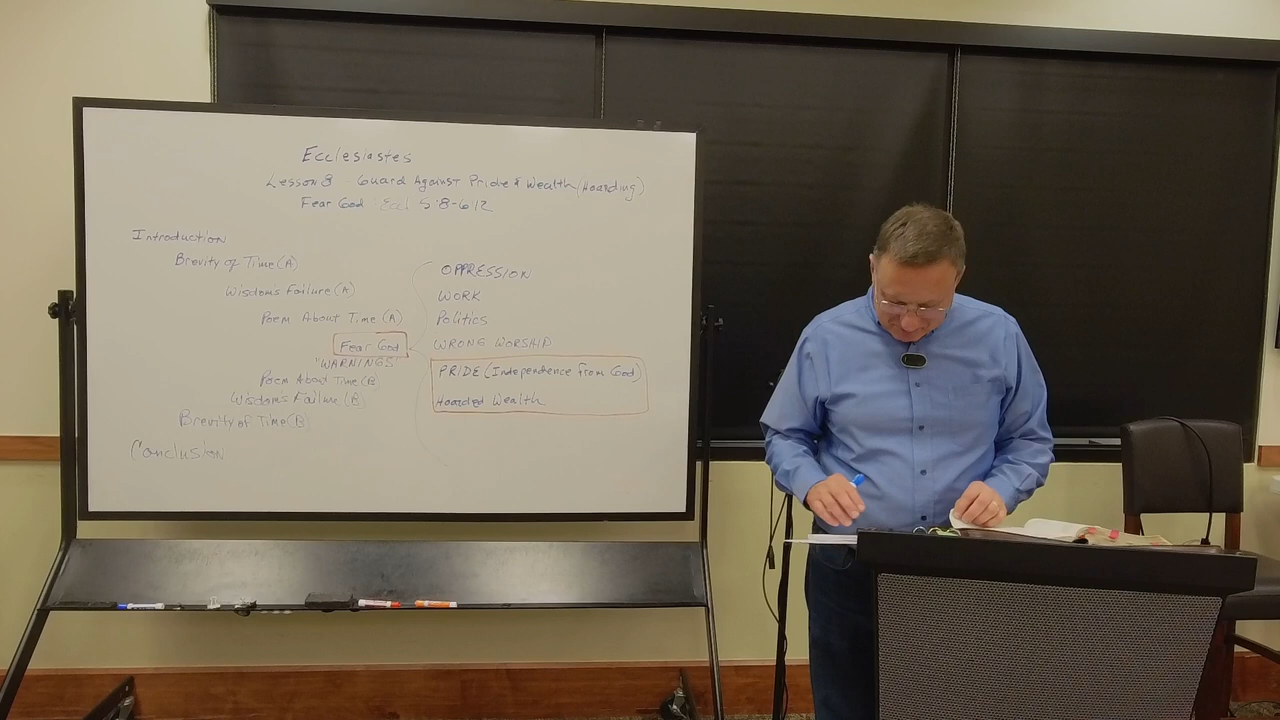 Ecclesiastes
Lesson 8 Guard Against Pride & Wealth (Hoarding)
Fear God Eccl 5:8-6:12
Introduction
Brevity of Time (A)
Wisdoms Failure (A)
Poem About Time (A)
Fear God
"WARNINGS"
Poem About Time (B
Wisdoms Failure (B)
Brevity of Time (B)
Conclusion
OPPRESSION
WORK
Politics
WRONG WORSHIP
PRIDE (Independence From God)
Hoarded Wealth